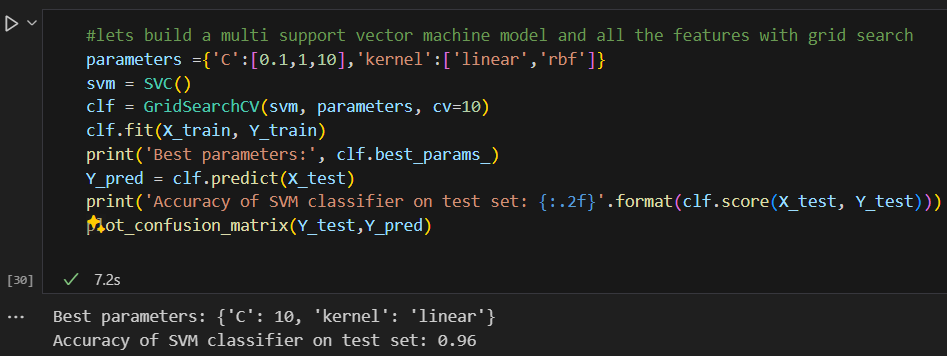 #lets build a multi support vector machine model and all the features with grid search
parameters ={'C':[0.1,1,10],'kernel':['linear','rbf']}
svm = SVC()
clf = GridSearchCV(svm, parameters, cv=10)
clf.fit(X_train, Y_train)
print('Best parameters:', clf.best_params_)
Y_pred = clf.predict(X_test)
print('Accuracy of SVM classifier on test set: {:.2f}'.format(clf.score(X_test, Y_test)))
plot_confusion_matrix(Y_test,Y_pred)
[30]
7.2s
Best parameters: {'C': 10, 'kernel': 'linear'}
Accuracy of SVM classifier on test set: 0.96